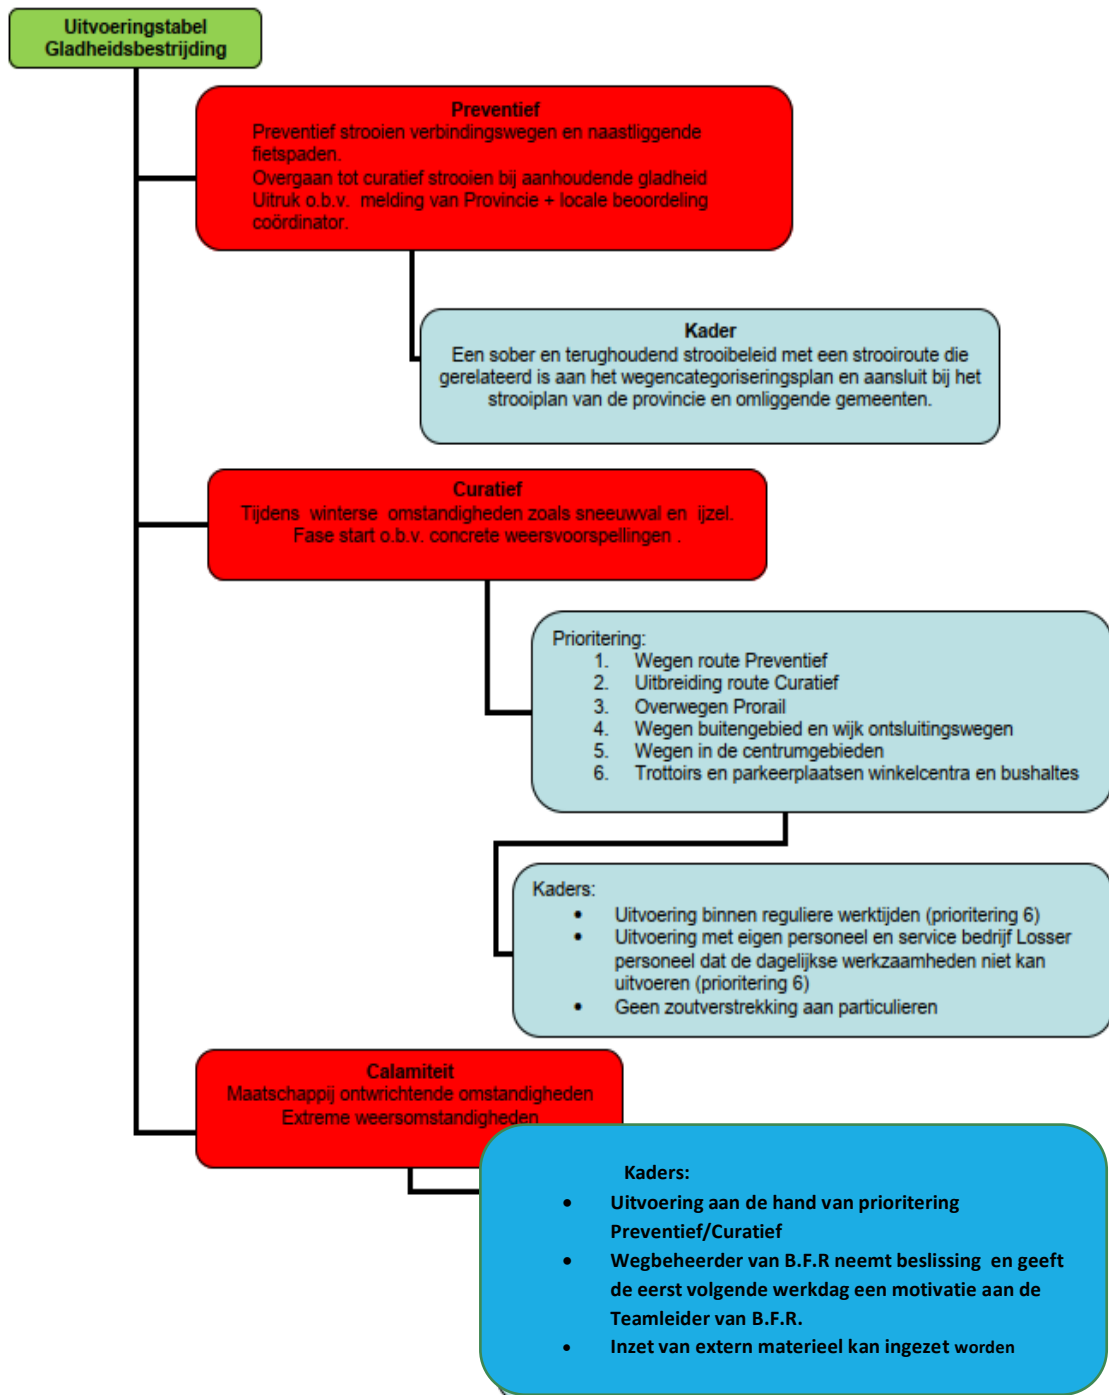 Uitvoeringstabel
Gladheidsbestrijding
Preventief
Preventief strooien verbindingswegen en naastliggende
fietspaden.
Overgaan tot curatief strooien bij aanhoudende gladheid
Uitruk o.b.v. melding van Provincie + locale beoordeling
coördinator.
Kader
Een sober en terughoudend strooibeleid met een strooiroute die
gerelateerd is aan het wegencategoriseringsplan en aansluit bij het
strooiplan van de provincie en omliggende gemeenten.
Curatief
Tijdens winterse omstandigheden zoals sneeuwval en ijzel.
Fase start o.b.v. concrete weersvoorspellingen .
Prioritering:
1. Wegen route Preventief
2. Uitbreiding route Curatief
3. Overwegen Prorail
4. Wegen buitengebied en wijk ontsluitingswegen
5. Wegen in de centrumgebieden
6. Trottoirs en parkeerplaatsen winkelcentra en bushaltes
Kaders:
• Uitvoering binnen reguliere werktijden (prioritering 6)
• Uitvoering met eigen personeel en service bedrijf Losser
personeel dat de dagelijkse werkzaamheden niet kan
uitvoeren (prioritering 6)
• Geen zoutverstrekking aan particulieren
Calamiteit
Maatschappij ontwrichtende omstandigheden
Extreme weersomstandigheden
Kaders:
• Uitvoering aan de hand van prioritering
Preventief/Curatief
• Wegbeheerder van B.F.R neemt beslissing en geeft
de eerst volgende werkdag een motivatie aan de
Teamleider van B.F.R.
• Inzet van extern materieel kan ingezet worden